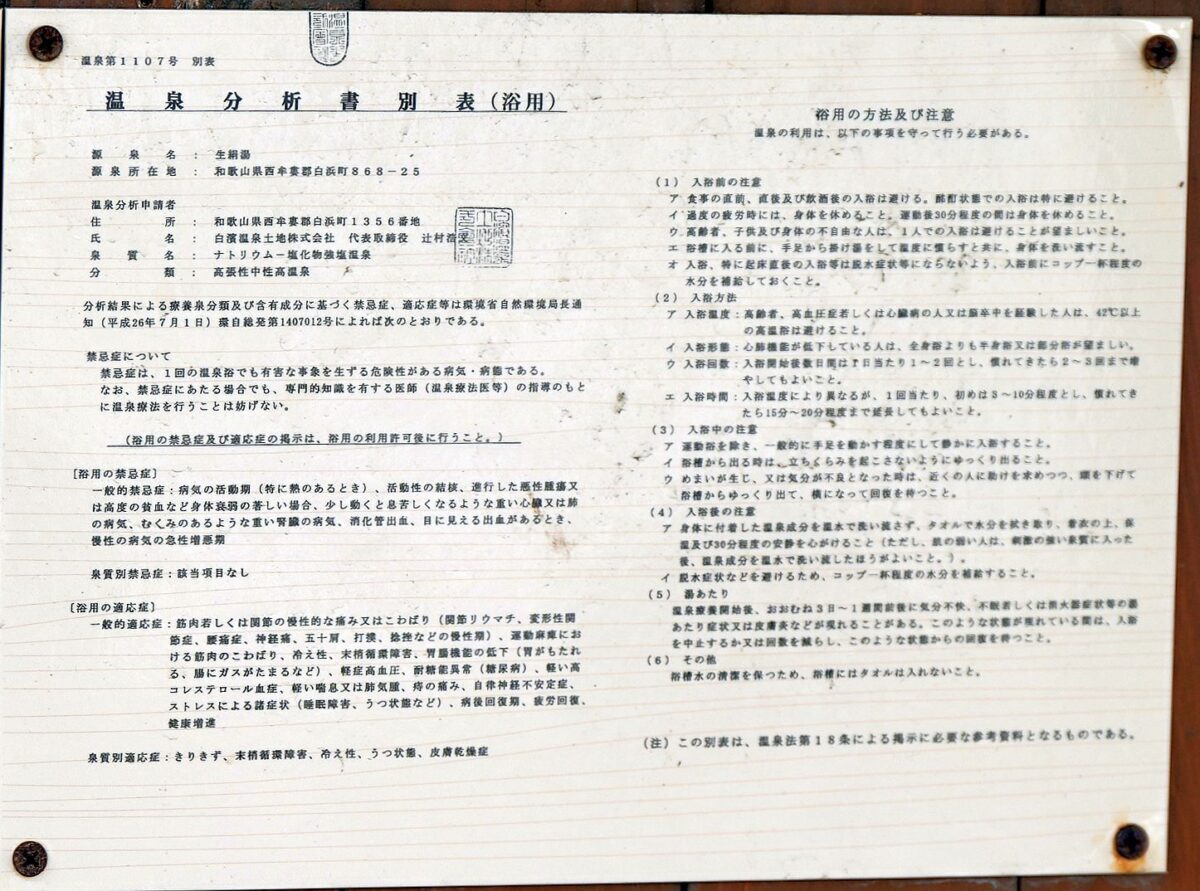 温泉第1107号 別表
温泉分析書別表(浴用)
源泉名 : 生絹湯
源泉所在地 : 和歌山県西牟婁郡白浜町868-25
温泉分析申請者
住所 : 和歌山県西牟婁郡白浜町1356番地
氏名 : 白濱温泉土地株式会社 代表取締役 辻村
泉質名 : ナトリウム-塩化物強塩温泉
分類 : 高張性中性高温泉
分析結果による療養泉分類及び含有成分に基づく禁忌症、適応症等は環境省自然環境局長通
知(平成26年7月1日)環自総発第1407012号によれば次のとおりである。
禁忌症について
禁忌症は、1回の温泉浴でも有害な事象を生ずる危険性がある病気・病態である。
なお、禁忌症にあたる場合でも、専門的知識を有する医師(温泉療法医等)の指導のもと
に温泉療法を行うことは妨げない。
(浴用の禁忌症及び適応症の掲示は、浴用の利用許可後に行うこと。)
[浴用の禁忌症]
一般的禁忌症:病気の活動期(特に熱のあるとき)、活動性の結核、進行した悪性腫瘍又
は高度の貧血など身体衰弱の著しい場合、少し動くと息苦しくなるような重い心臓又は肺
の病気、むくみのあるような重い腎臓の病気、消化管出血、目に見える出血があるとき、
慢性の病気の急性増悪期
泉質別禁忌症:該当項目なし
[浴用の適応症]
一般的適応症:筋肉若しくは関節の慢性的な痛み又はこわばり(関節リウマチ、変形性関
節症、腰痛症、神経痛、五十肩、打撲、捻挫などの慢性期)、運動麻痺にお
ける筋肉のこわばり、冷え性、末梢循環障害、胃腸機能の低下(胃がもたれ
る、腸にガスがたまるなど)、軽症高血圧、耐糖能異常(糖尿病)、軽い高
コレステロール血症、軽い喘息又は肺気腫、痔の痛み、自律神経不安定症、
ストレスによる諸症状(睡眠障害、うつ状態など)、病後回復期、疲労回復、
健康増進
泉質別適応症:きりきず、末梢循環障害、冷え性、うつ状態、皮膚乾燥症
浴用の方法及び注意
温泉の利用は、以下の事項を守って行う必要がある。
(1) 入浴前の注意
ア 食事の直前、直後及び飲酒後の入浴は避ける。酩酊状態での入浴は特に避けること。
イ 過度の疲労時には、身体を休めること。運動後30分程度の間は身体を休めること。
ウ 高齢者、子供及び身体の不自由な人は、1人での入浴は避けることが望ましいこと。
エ 浴槽に入る前に、手足から掛け湯をして温度に慣らすと共に、身体を洗い流すこと。
オ 入浴、特に起床直後の入浴等は脱水症状等にならないよう、入浴前にコップ一杯程度の
水分を補給しておくこと。
(2) 入浴方法
ア 入浴温度:高齢者、高血圧症若しくは心臓病の人又は脳卒中を経験した人は、42℃以上
の高温浴は避けること。
イ 入浴形態:心肺機能が低下している人は、全身浴よりも半身浴又は部分浴が望ましい。
ウ 入浴回数:入浴開始後数日間は1日当たり1~2回とし、慣れてきたら2~3回まで増
やしてもよいこと。
エ 入浴時間:入浴温度により異なるが、1回当たり、初めは3~10分程度とし、慣れてき
たら15分~20分程度まで延長してもよいこと。
(3) 入浴中の注意
ア 運動浴を除き、一般的に手足を動かす程度にして静かに入浴すること。
イ 浴槽から出る時は、立ちくらみを起こさないようにゆっくり出ること。
ウ めまいが生じ、又は気分が不良となった時は、近くの人に助けを求めつつ、頭を下げて
浴槽からゆっくり出て、横になって回復を待つこと。
(4) 入浴後の注意
ア 身体に付着した温泉成分を温水で洗い流さず、タオルで水分を拭き取り、着衣の上、保
温及び30分程度の安静を心がけること(ただし、肌の弱い人は、刺激の強い泉質に入った
後、温泉成分を温水で洗い流したほうがよいこと。)。
イ 脱水症状などを避けるため、コップ一杯程度の水分を補給すること。
(5) 湯あたり
温泉療養開始後、おおむね3日~1週間前後に気分不快、不眠若しくは消火器症状等の湯
あたり症状又は皮膚炎などが現れることがある。このような状態が現れている間は、入浴
を中止するか又は回数を減らし、このような状態からの回復を待つこと。
(6) その他
浴槽水の清潔を保つため、浴槽にはタオルは入れないこと。
(注) この別表は、温泉法第18条による掲示に必要な参考資料となるものである。